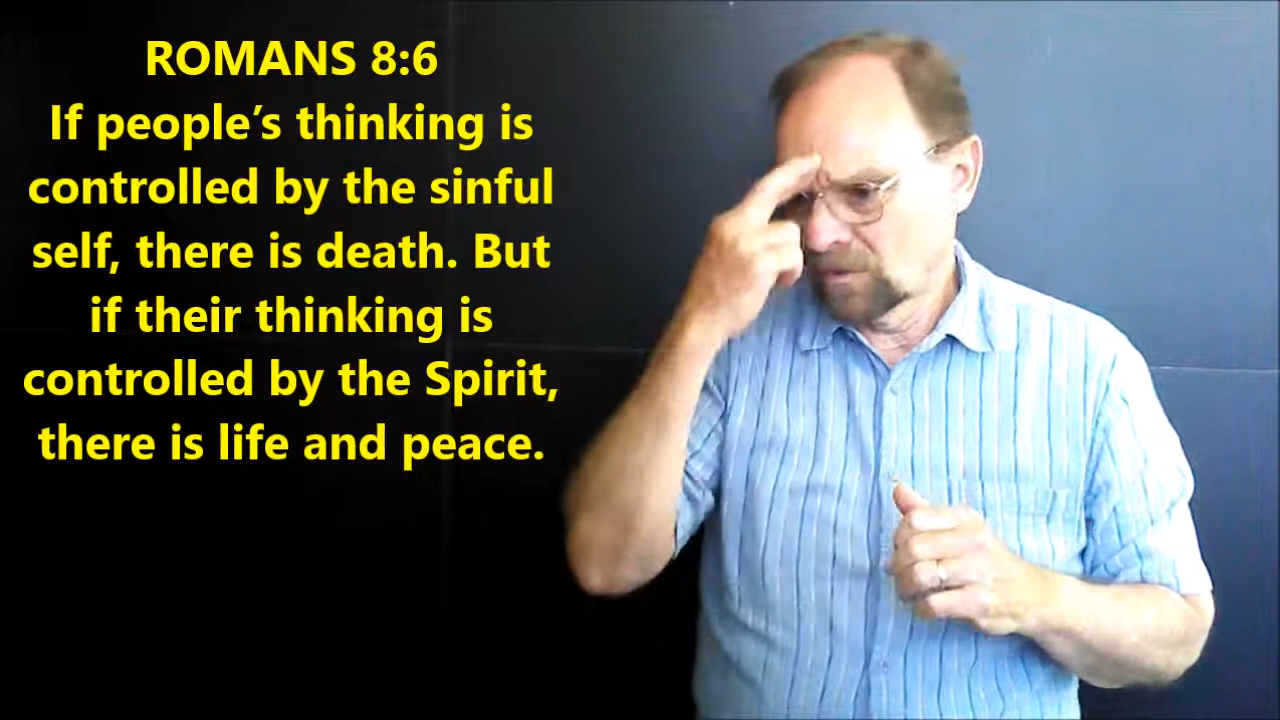 ROMANS 8:6
If people’s thinking is
controlled by the sinful
self, there is death. But
if their thinking is
controlled by the Spirit,
there is life and peace.